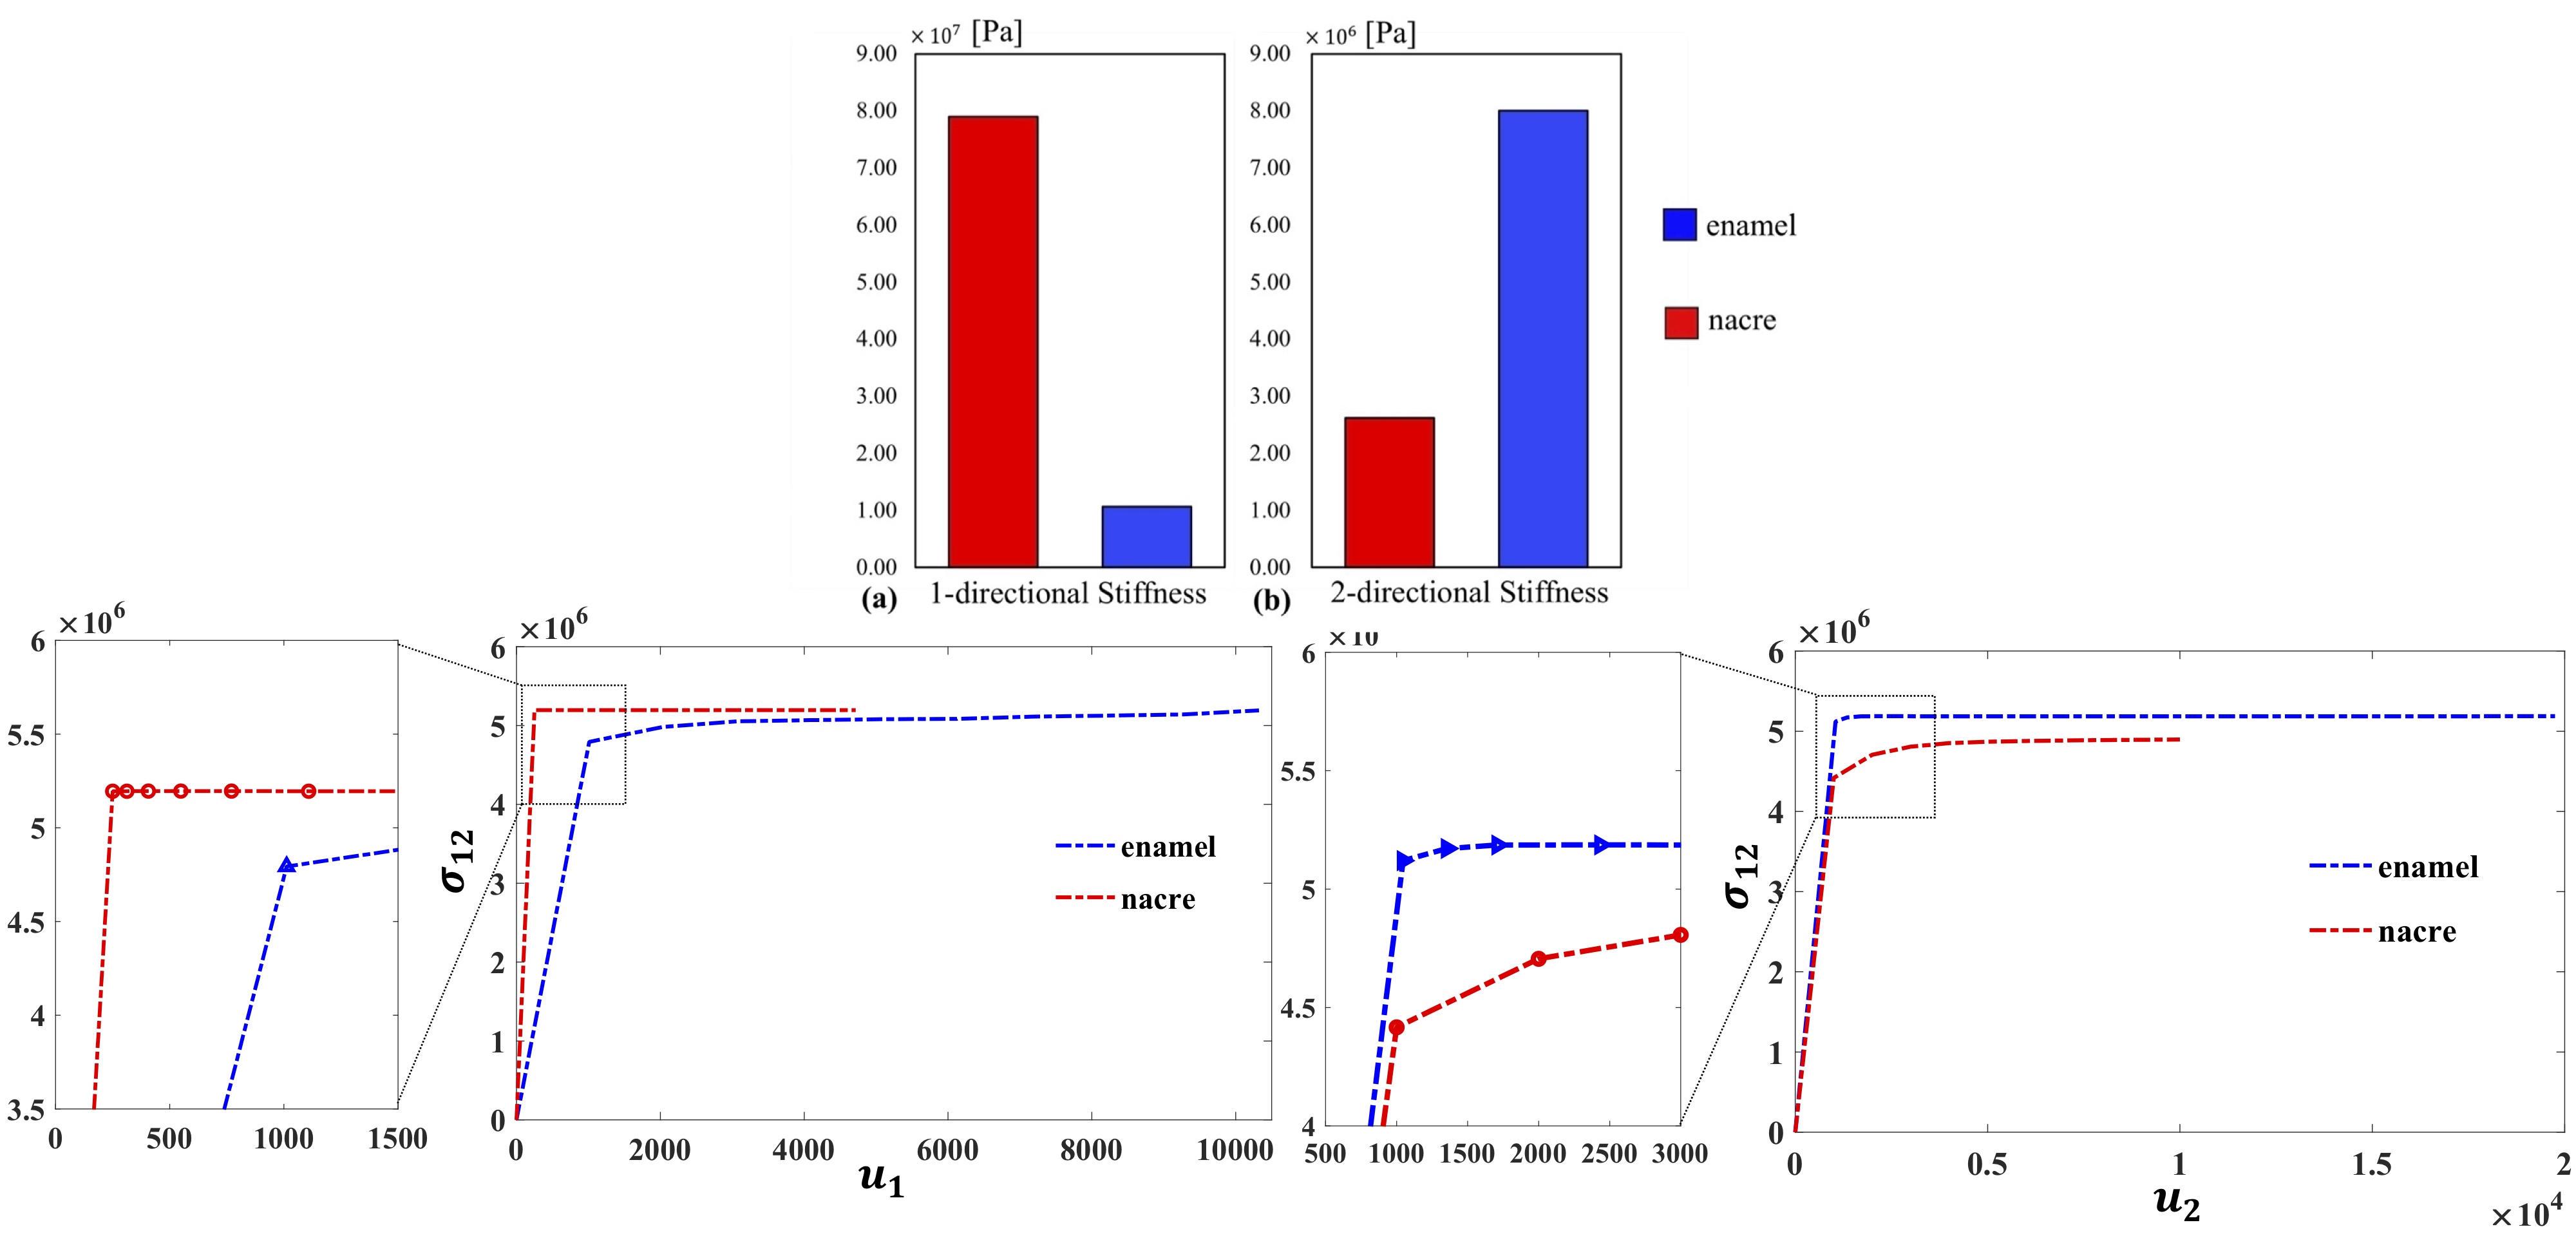 ×10⁷ [Pa]
9.00
8.00
7.00
6.00
5.00
4.00
3.00
2.00
1.00
0.00
(a) 1-directional Stiffness
×10⁶ [Pa]
9.00
8.00
7.00
6.00
5.00
4.00
3.00
2.00
1.00
0.00
(b) 2-directional Stiffness
enamel
nacre
×10⁶
6
5.5
5
4.5
4
3.5
0 500 1000 1500
×10⁶
6
5
4
3
2
1
0
σ₁₂
0 2000 4000 6000 8000 10000
u₁
enamel
nacre
×10
6
5.5
5
4.5
4
500 1000 1500 2000 2500 3000
×10⁶
6
5
4
3
2
1
0
σ₁₂
0 0.5 1 1.5 2
u₂
×10⁴
enamel
nacre